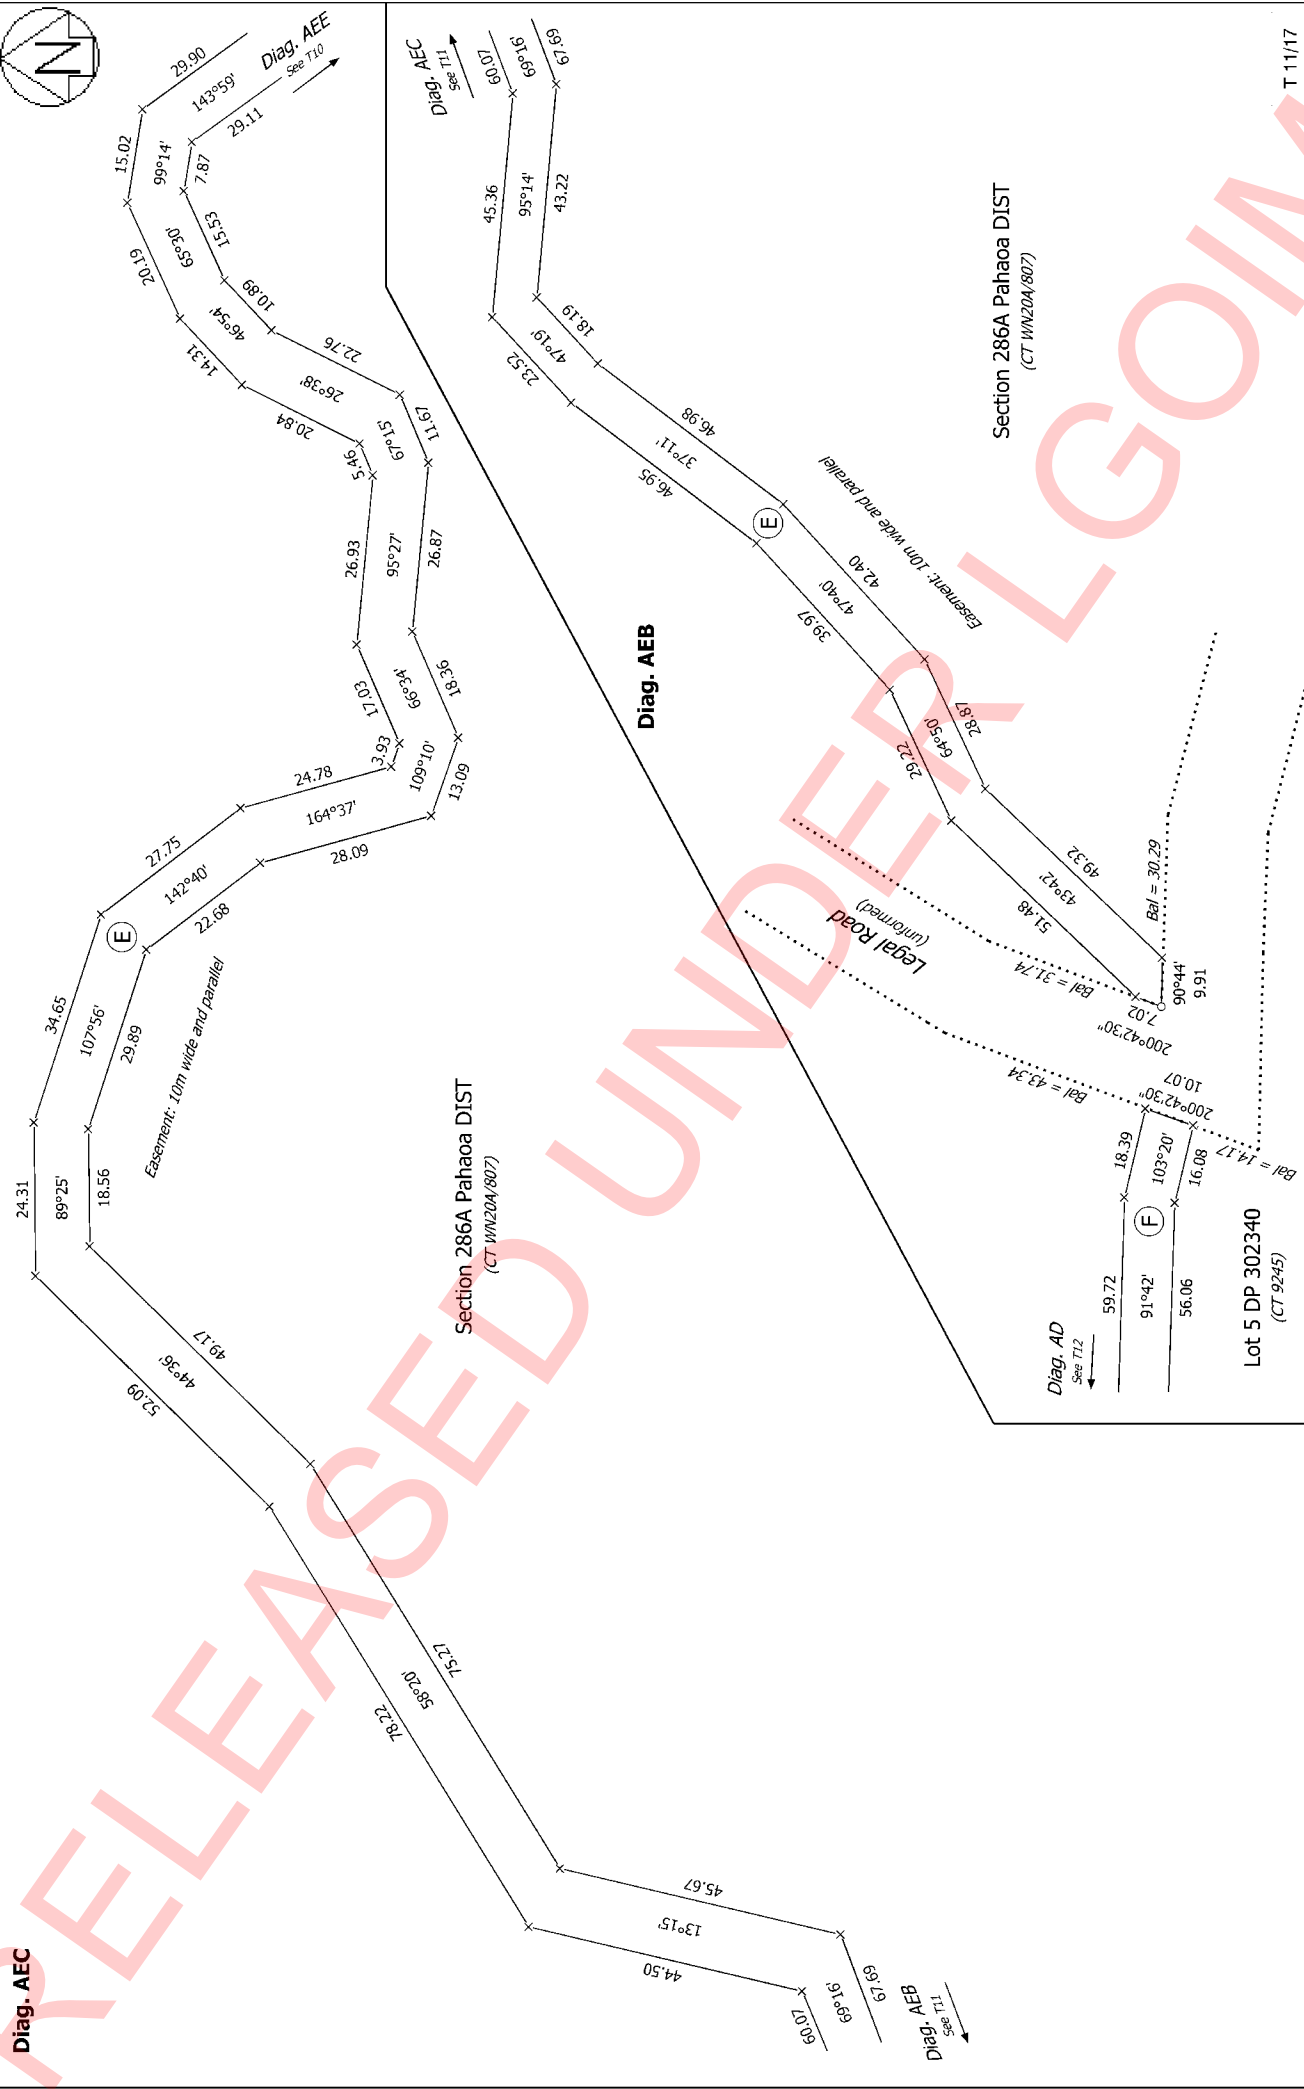 Diag. AEC
N
29.90
143°59'
Diag. AEE
See T10
29.11
15.02
99°14'
7.87
20.19
65°30'
15.53
14.31
46°54'
10.89
20.84
26°38'
22.76
5.46
67°15'
11.67
26.93
95°27'
26.87
17.03
66°34'
18.36
3.93
109°10'
13.09
24.78
164°37'
28.09
27.75
142°40'
22.68
E
34.65
107°56'
29.89
Easement: 10m wide and parallel
24.31
89°25'
18.56
52.09
44°36'
49.17
78.22
58°20'
75.27
44.50
13°15'
45.67
60.07
69°16'
67.69
Diag. AEB
See T11
Section 286A Pahaoa DIST
(CT WN20A/807)
Diag. AEB
Diag. AEC
See T11
60.07
69°16'
67.69
45.36
95°14'
43.22
23.52
47°19'
18.19
46.95
37°11'
46.98
E
Easement: 10m wide and parallel
39.97
47°40'
42.40
29.22
64°50'
28.87
51.48
43°42'
49.32
Bal = 30.29
90°44'
9.91
7.02
200°42'30"
Bal = 31.74
Legal Road
(unformed)
Bal = 43.34
10.07
200°42'30"
Bal = 14.17
18.39
103°20'
16.08
F
59.72
91°42'
56.06
Diag. AD
See T12
Lot 5 DP 302340
(CT 9245)
Section 286A Pahaoa DIST
(CT WN20A/807)
T 11/17
RELEASED UNDER LGOIM